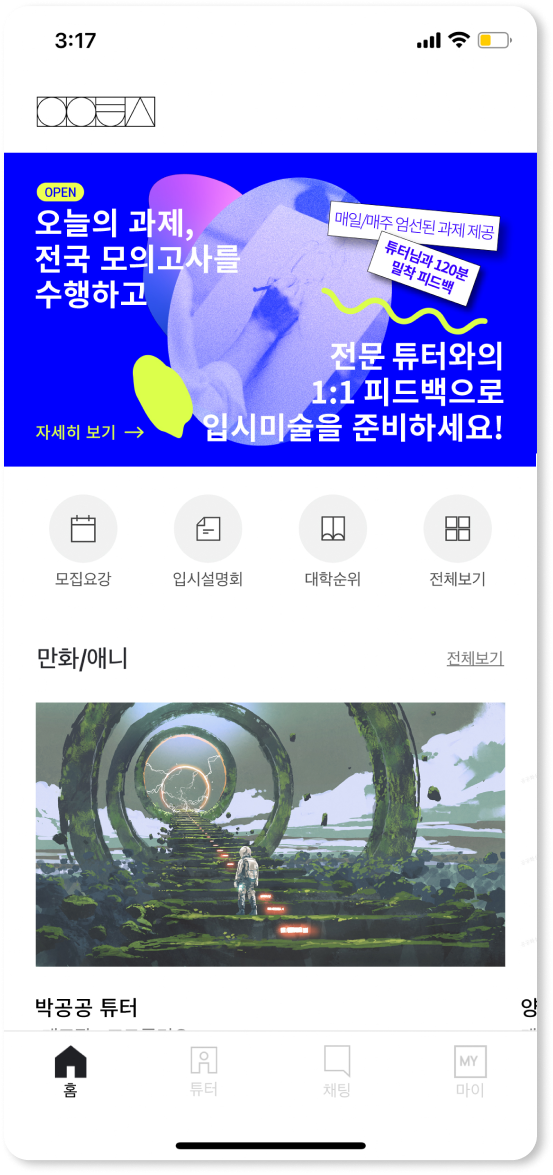 3:17
OPEN
오늘의 과제,
전국 모의고사를
수행하고
매일/매주 엄선된 과제 제공
튜터님과 120분
밀착 피드백
전문 튜터와의
1:1 피드백으로
입시미술을 준비하세요!
자세히 보기 →
모집요강
입시설명회
대학순위
전체보기
만화/애니
전체보기
박공공 튜터
양
홈
튜터
채팅
MY
마이